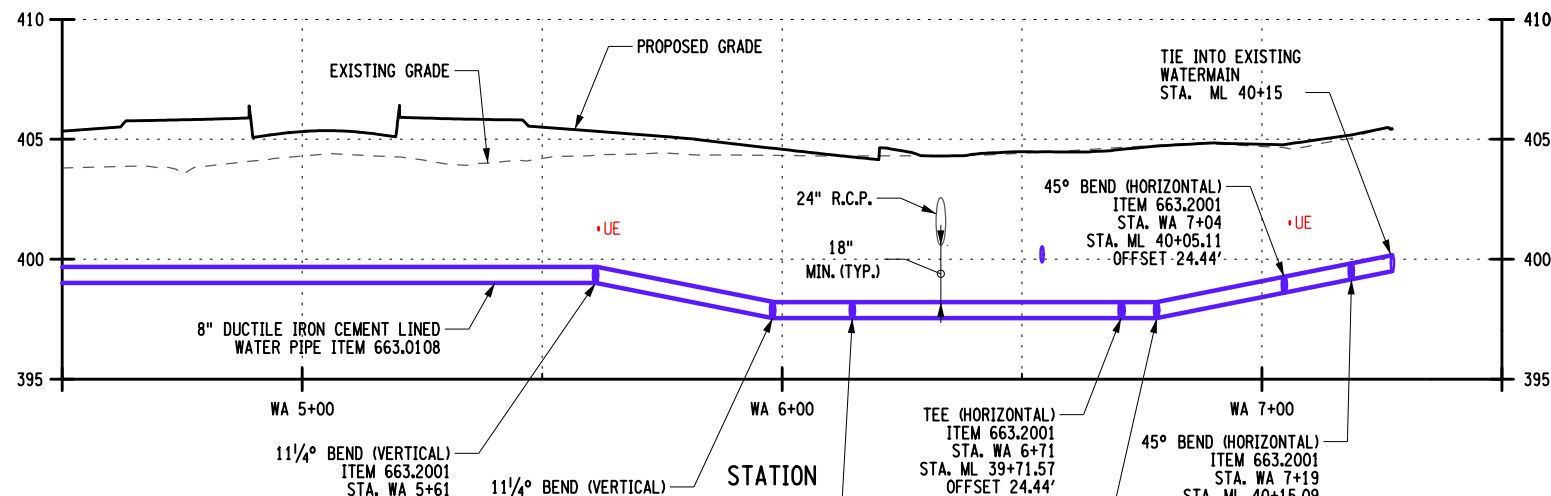 410
410
PROPOSED GRADE
EXISTING GRADE
TIE INTO EXISTING
WATERMAIN
STA. ML 40+15
405
405
24" R.C.P.
45° BEND (HORIZONTAL)
ITEM 663.2001
STA. WA 7+04
STA. ML 40+05.11
OFFSET 24.44'
UE
UE
18"
MIN. (TYP.)
400
400
8" DUCTILE IRON CEMENT LINED
WATER PIPE ITEM 663.0108
395
395
WA 5+00
WA 6+00
WA 7+00
11¼° BEND (VERTICAL)
ITEM 663.2001
STA. WA 5+61
11¼° BEND (VERTICAL)
STATION
TEE (HORIZONTAL)
ITEM 663.2001
STA. WA 6+71
STA. ML 39+71.57
OFFSET 24.44'
45° BEND (HORIZONTAL)
ITEM 663.2001
STA. WA 7+19
STA. ML 40+15.09